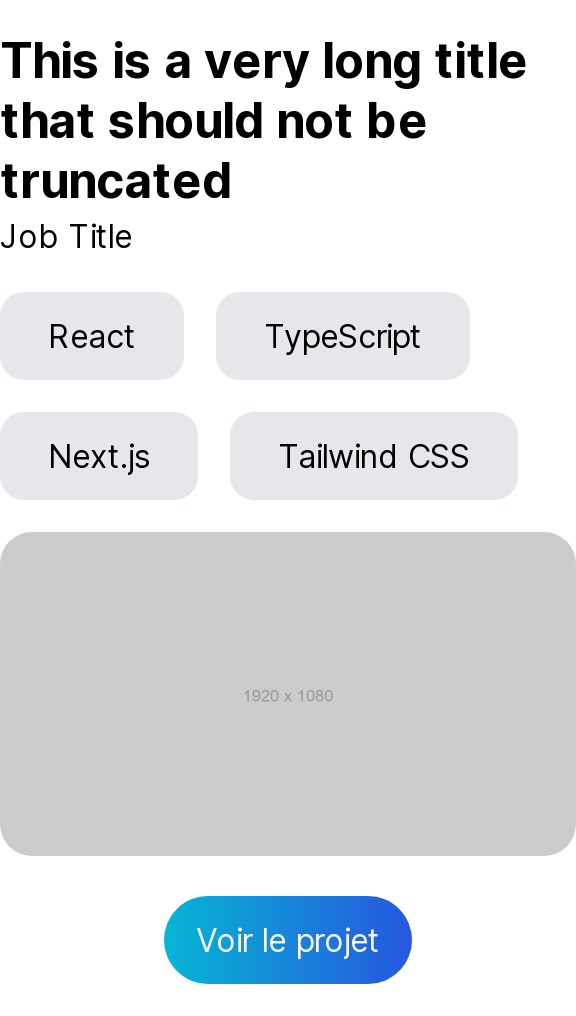 This is a very long title
that should not be
truncated
Job Title
React TypeScript
Next.js Tailwind CSS
1920 x 1080
Voir le projet